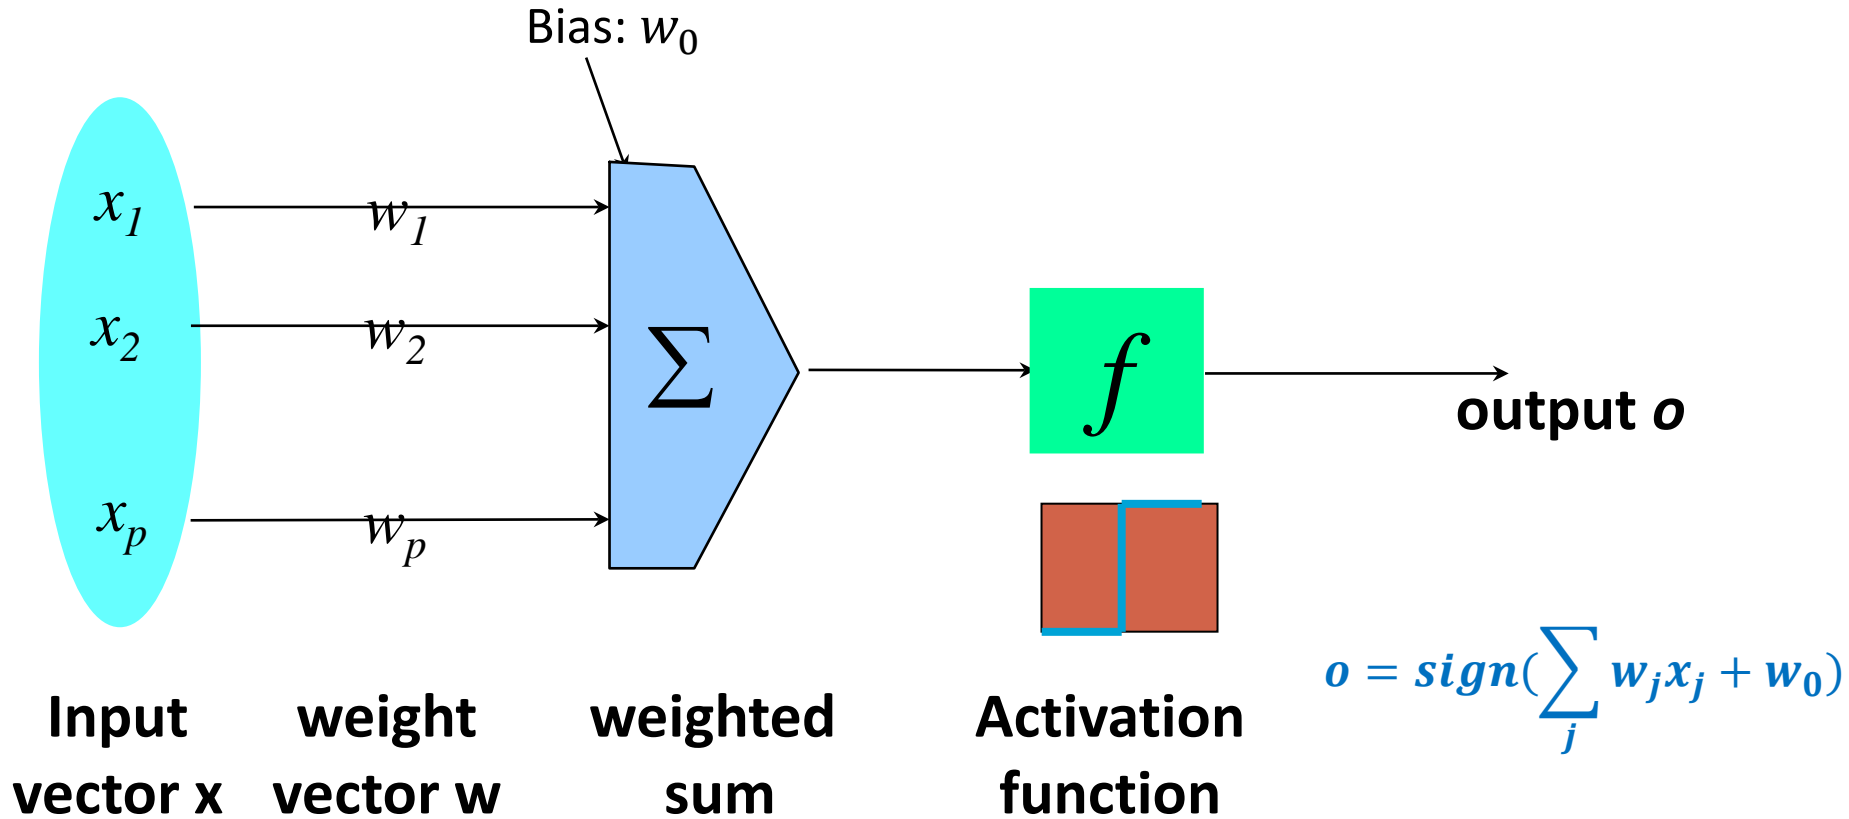 Bias: w₀
x₁
w₁
x₂
w₂
∑
f
output o
xₚ
wₚ
o = sign(∑ⱼ wⱼxⱼ + w₀)
Input
vector x
weight
vector w
weighted
sum
Activation
function